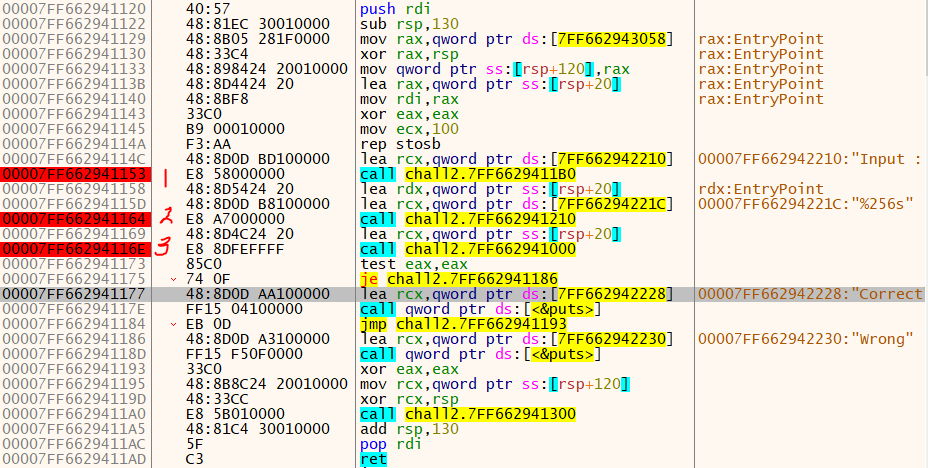 00007FF662941120 40:57 push rdi
00007FF662941122 48:81EC 30010000 sub rsp,130
00007FF662941129 48:8B05 281F0000 mov rax,qword ptr ds:[7FF662943058] rax:EntryPoint
00007FF662941130 48:33C4 xor rax,rsp rax:EntryPoint
00007FF662941133 48:898424 20010000 mov qword ptr ss:[rsp+120],rax rax:EntryPoint
00007FF66294113B 48:8D4424 20 lea rax,qword ptr ss:[rsp+20] rax:EntryPoint
00007FF662941140 48:8BF8 mov rdi,rax rax:EntryPoint
00007FF662941143 33C0 xor eax,eax
00007FF662941145 B9 00010000 mov ecx,100
00007FF66294114A F3:AA rep stosb
00007FF66294114C 48:8D0D BD100000 lea rcx,qword ptr ds:[7FF662942210] 00007FF662942210:"Input :
00007FF662941153 1 E8 58000000 call chall2.7FF6629411B0
00007FF662941158 48:8D5424 20 lea rdx,qword ptr ss:[rsp+20] rdx:EntryPoint
00007FF66294115D 48:8D0D B8100000 lea rcx,qword ptr ds:[7FF66294221C] 00007FF66294221C:"%256s"
00007FF662941164 2 E8 A7000000 call chall2.7FF662941210
00007FF662941169 48:8D4C24 20 lea rcx,qword ptr ss:[rsp+20]
00007FF66294116E 3 E8 8DFEFFFF call chall2.7FF662941000
00007FF662941173 85C0 test eax,eax
00007FF662941175 74 0F je chall2.7FF662941186
00007FF662941177 48:8D0D AA100000 lea rcx,qword ptr ds:[7FF662942228] 00007FF662942228:"Correct
00007FF66294117E FF15 04100000 call qword ptr ds:[<&puts>]
00007FF662941184 EB 0D jmp chall2.7FF662941193
00007FF662941186 48:8D0D A3100000 lea rcx,qword ptr ds:[7FF662942230] 00007FF662942230:"Wrong"
00007FF66294118D FF15 F50F0000 call qword ptr ds:[<&puts>]
00007FF662941193 33C0 xor eax,eax
00007FF662941195 48:8B8C24 20010000 mov rcx,qword ptr ss:[rsp+120]
00007FF66294119D 48:33CC xor rcx,rsp
00007FF6629411A0 E8 5B010000 call chall2.7FF662941300
00007FF6629411A5 48:81C4 30010000 add rsp,130
00007FF6629411AC 5F pop rdi
00007FF6629411AD C3 ret